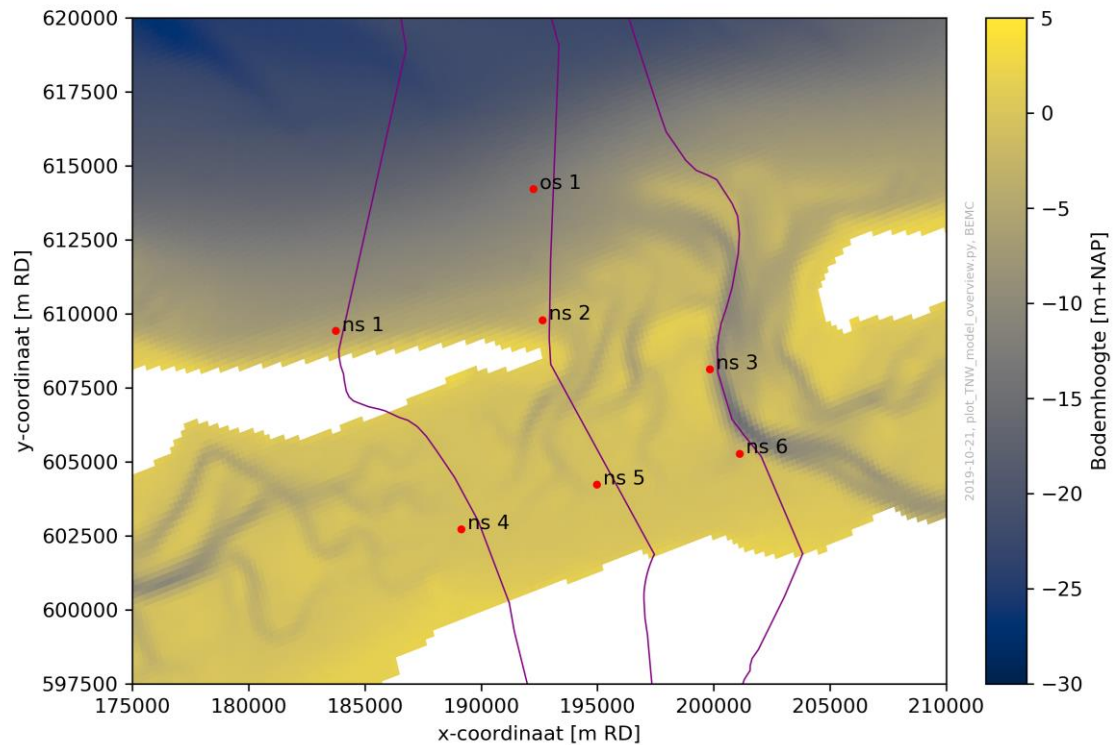 620000
617500
615000
612500
610000
607500
605000
602500
600000
597500
y-coordinaat [m RD]
175000 180000 185000 190000 195000 200000 205000 210000
x-coordinaat [m RD]
os 1
ns 1
ns 2
ns 3
ns 6
ns 5
ns 4
2019-10-21, plot_TNW_model_overview.py, BEMC
5
0
−5
−10
−15
−20
−25
−30
Bodemhoogte [m+NAP]